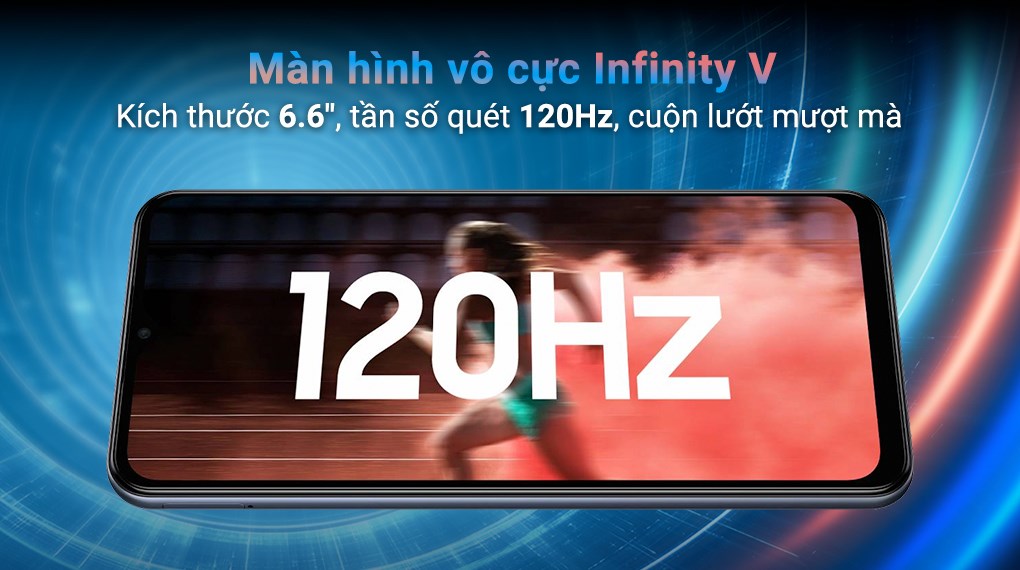 Màn hình vô cực Infinity V
Kích thước 6.6", tần số quét 120Hz, cuộn lướt mượt mà
120Hz